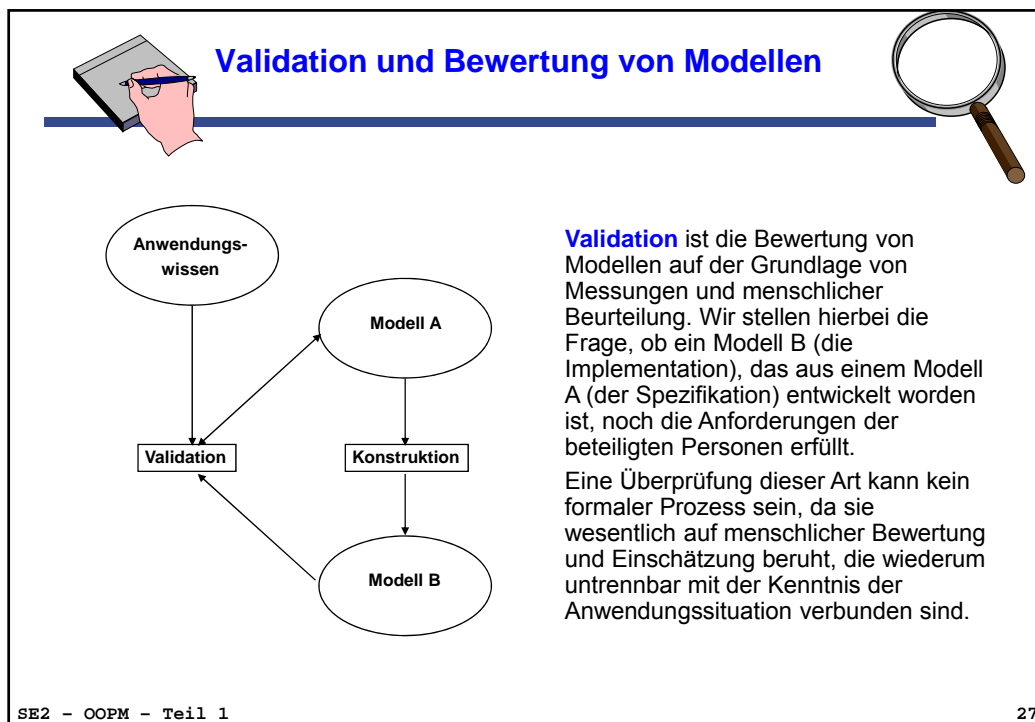 Validation und Bewertung von Modellen
Anwendungs-
wissen
Modell A
Validation
Konstruktion
Modell B
Validation ist die Bewertung von
Modellen auf der Grundlage von
Messungen und menschlicher
Beurteilung. Wir stellen hierbei die
Frage, ob ein Modell B (die
Implementation), das aus einem Modell
A (der Spezifikation) entwickelt worden
ist, noch die Anforderungen der
beteiligten Personen erfüllt.
Eine Überprüfung dieser Art kann kein
formaler Prozess sein, da sie
wesentlich auf menschlicher Bewertung
und Einschätzung beruht, die wiederum
untrennbar mit der Kenntnis der
Anwendungssituation verbunden sind.
SE2 – OOPM – Teil 1
27